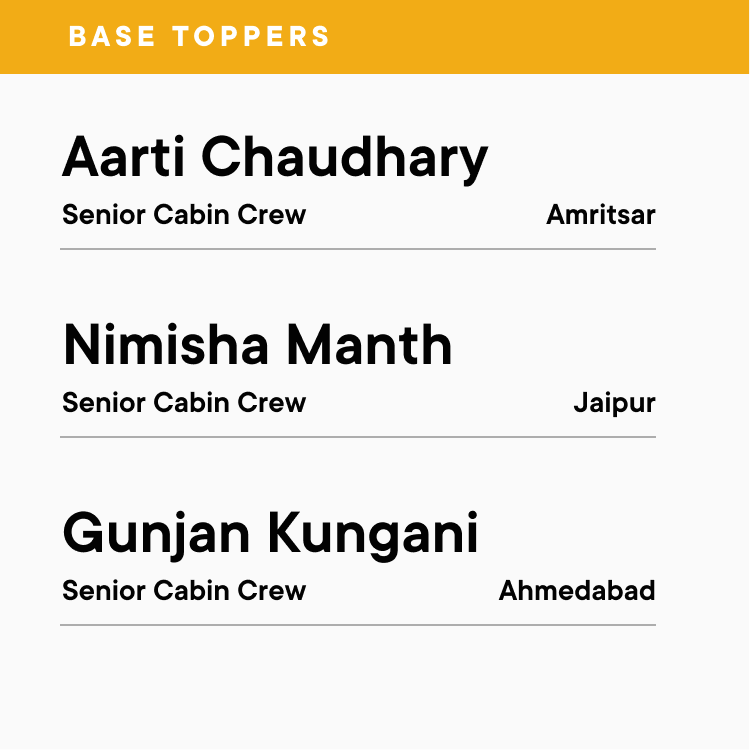 BASE TOPPERS
Aarti Chaudhary
Senior Cabin Crew Amritsar
Nimisha Manth
Senior Cabin Crew Jaipur
Gunjan Kungani
Senior Cabin Crew Ahmedabad